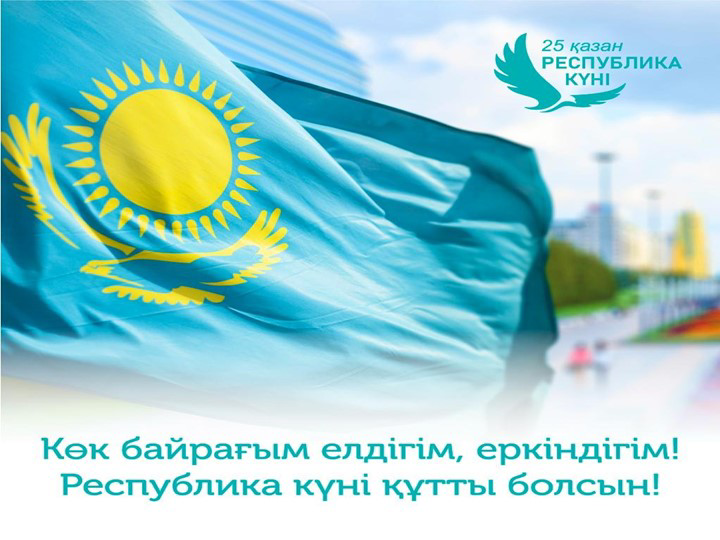 25 қазан
РЕСПУБЛИКА
КҮНІ
Көк байрағым елдігім, еркіндігім!
Республика күні құтты болсын!